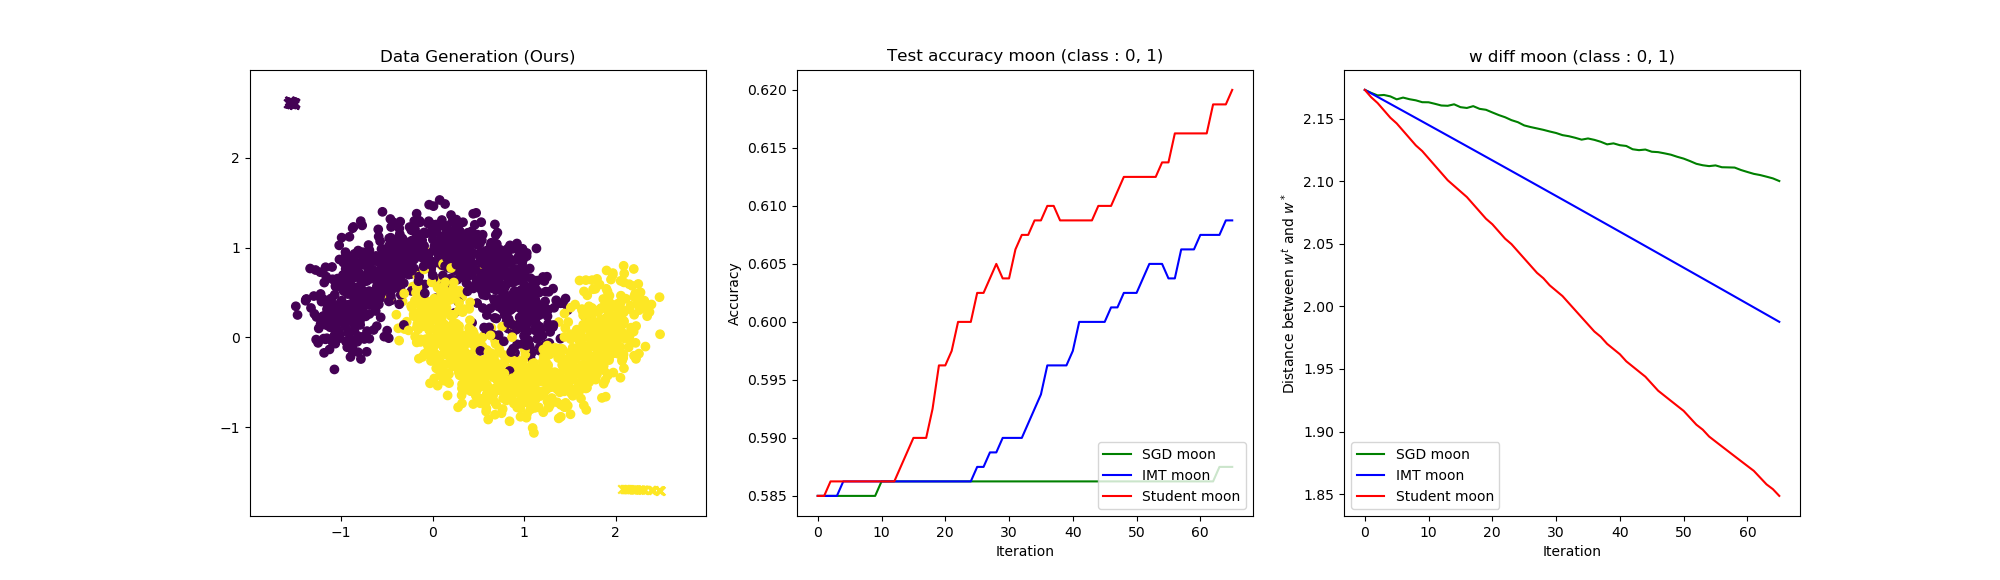 Data Generation (Ours)
2
1
0
−1
−1
0
1
2
Test accuracy moon (class : 0, 1)
Accuracy
0.620
0.615
0.610
0.605
0.600
0.595
0.590
0.585
SGD moon
IMT moon
Student moon
0
10
20
30
40
50
60
Iteration
w diff moon (class : 0, 1)
Distance between w^t and w^*
2.15
2.10
2.05
2.00
1.95
1.90
1.85
SGD moon
IMT moon
Student moon
0
10
20
30
40
50
60
Iteration